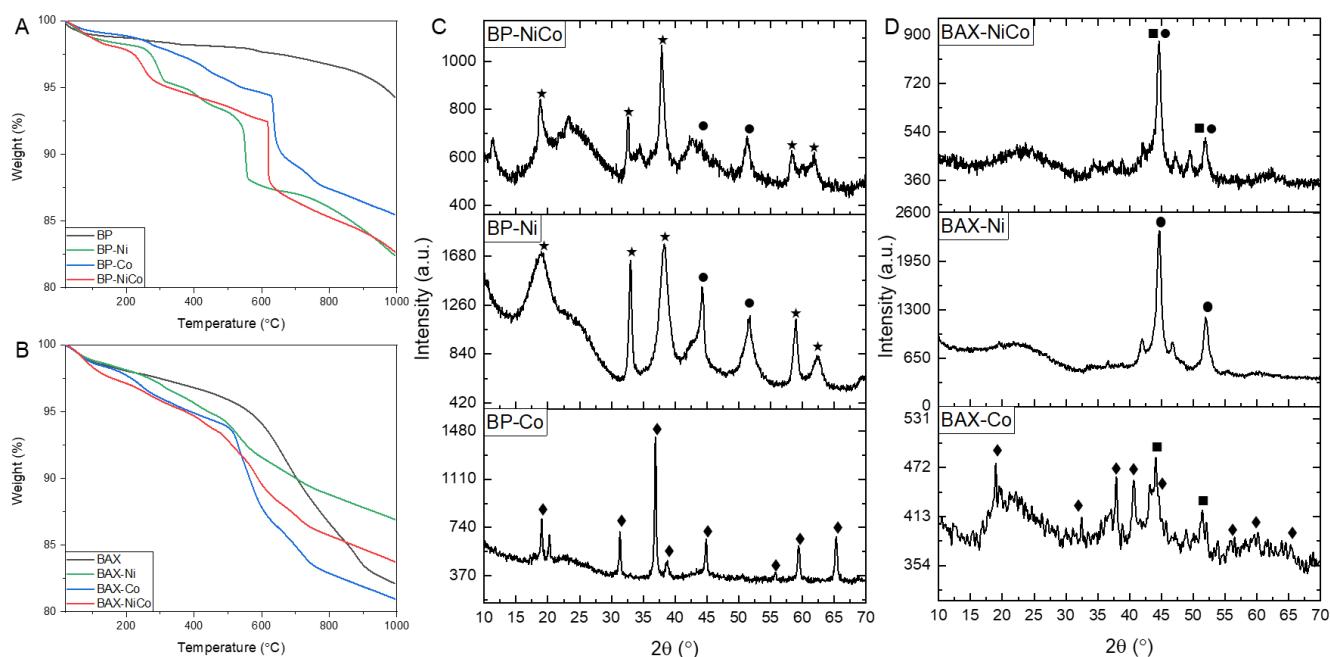 A
100
95
90
85
80
Weight (%)
BP
BP-Ni
BP-Co
BP-NiCo
200 400 600 800 1000
Temperature (°C)
B
100
95
90
85
80
Weight (%)
BAX
BAX-Ni
BAX-Co
BAX-NiCo
200 400 600 800 1000
Temperature (°C)
C
BP-NiCo
1000
800
600
400
BP-Ni
1680
1260
840
420
BP-Co
1480
1110
740
370
Intensity (a.u.)
10 15 20 25 30 35 40 45 50 55 60 65 70
2θ (°)
D
BAX-NiCo
900
720
540
360
BAX-Ni
2600
1950
1300
650
0
BAX-Co
531
472
413
354
Intensity (a.u.)
10 15 20 25 30 35 40 45 50 55 60 65 70
2θ (°)